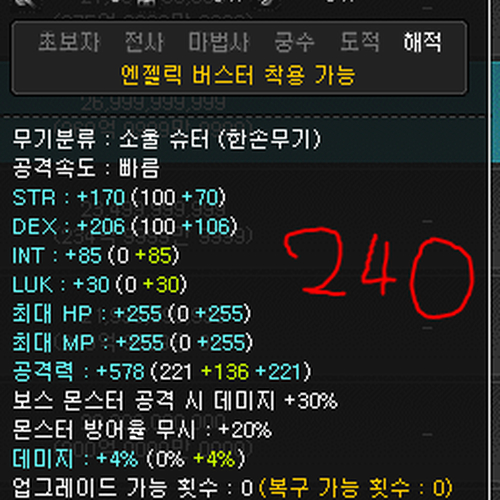 초보자 전사 마법사 궁수 도적 해적
엔젤릭 버스터 착용 가능
무기분류 : 소울 슈터 (한손무기)
공격속도 : 빠름
STR : +170 (100 +70)
DEX : +206 (100 +106)
INT : +85 (0 +85)
LUK : +30 (0 +30)
240
최대 HP : +255 (0 +255)
최대 MP : +255 (0 +255)
공격력 : +578 (221 +136 +221)
보스 몬스터 공격 시 데미지 +30%
몬스터 방어율 무시 : +20%
데미지 : +4% (0% +4%)
업그레이드 가능 횟수 : 0 (복구 가능 횟수 : 0)